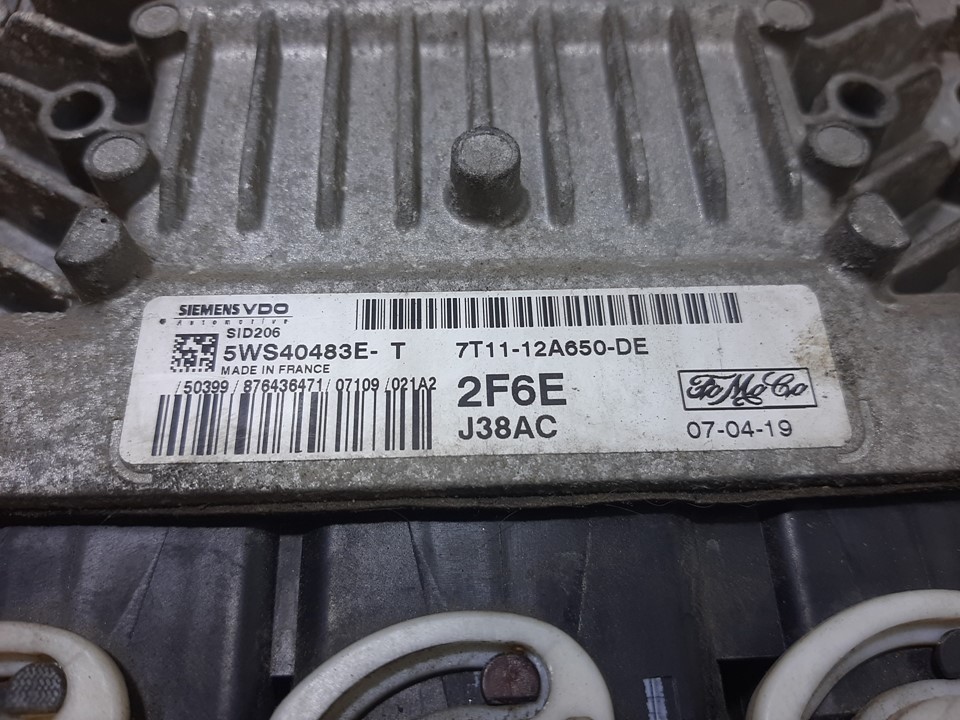 SIEMENS VDO
Automotive
SID206
5WS40483E- T 7T11-12A650-DE
MADE IN FRANCE
/50399/876436471/07109/021A2
2F6E
J38AC
FoMoCo
07-04-19